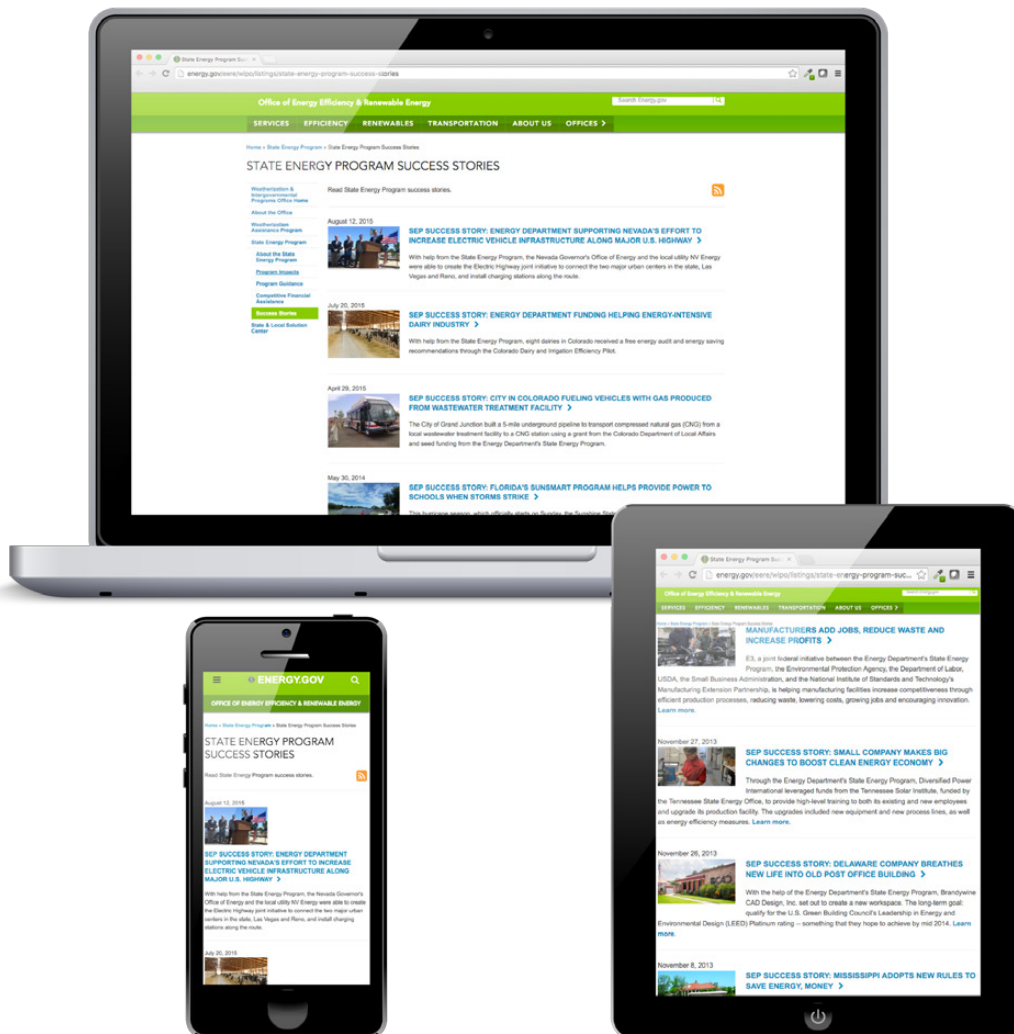 State Energy Program Suc
energy.gov/eere/wipo/listings/state-energy-program-success-stories
Office of Energy Efficiency & Renewable Energy
Search Energy.gov
SERVICES EFFICIENCY RENEWABLES TRANSPORTATION ABOUT US OFFICES >
Home » State Energy Program » State Energy Program Success Stories
STATE ENERGY PROGRAM SUCCESS STORIES
Weatherization &
Intergovernmental
Programs Office Home
About the Office
Weatherization
Assistance Program
State Energy Program
About the State
Energy Program
Program Impacts
Program Guidance
Competitive Financial
Assistance
Success Stories
State & Local Solution
Center
Read State Energy Program success stories.
August 12, 2015
SEP SUCCESS STORY: ENERGY DEPARTMENT SUPPORTING NEVADA'S EFFORT TO
INCREASE ELECTRIC VEHICLE INFRASTRUCTURE ALONG MAJOR U.S. HIGHWAY >
With help from the State Energy Program, the Nevada Governor's Office of Energy and the local utility NV Energy
were able to create the Electric Highway joint initiative to connect the two major urban centers in the state, Las
Vegas and Reno, and install charging stations along the route.
July 20, 2015
SEP SUCCESS STORY: ENERGY DEPARTMENT FUNDING HELPING ENERGY-INTENSIVE
DAIRY INDUSTRY >
With help from the State Energy Program, eight dairies in Colorado received a free energy audit and energy saving
recommendations through the Colorado Dairy and Irrigation Efficiency Pilot.
April 29, 2015
SEP SUCCESS STORY: CITY IN COLORADO FUELING VEHICLES WITH GAS PRODUCED
FROM WASTEWATER TREATMENT FACILITY >
The City of Grand Junction built a 5-mile underground pipeline to transport compressed natural gas (CNG) from a
local wastewater treatment facility to a CNG station using a grant from the Colorado Department of Local Affairs
and seed funding from the Energy Department's State Energy Program.
May 30, 2014
SEP SUCCESS STORY: FLORIDA'S SUNSMART PROGRAM HELPS PROVIDE POWER TO
SCHOOLS WHEN STORMS STRIKE >
This hurricane season, which officially starts on Sunday, the Sunshine State
ENERGY.GOV
OFFICE OF ENERGY EFFICIENCY & RENEWABLE ENERGY
Home » State Energy Program » State Energy Program Success Stories
STATE ENERGY PROGRAM
SUCCESS STORIES
Read State Energy Program success stories.
August 12, 2015
SEP SUCCESS STORY: ENERGY DEPARTMENT
SUPPORTING NEVADA'S EFFORT TO INCREASE
ELECTRIC VEHICLE INFRASTRUCTURE ALONG
MAJOR U.S. HIGHWAY >
With help from the State Energy Program, the Nevada Governor's
Office of Energy and the local utility NV Energy were able to create
the Electric Highway joint initiative to connect the two major urban
centers in the state, Las Vegas and Reno, and install charging
stations along the route.
July 20, 2015
State Energy Program Suc
energy.gov/eere/wipo/listings/state-energy-program-suc...
Office of Energy Efficiency & Renewable Energy
Search Energy.gov
SERVICES EFFICIENCY RENEWABLES TRANSPORTATION ABOUT US OFFICES >
Home » State Energy Program » State Energy Program Success Stories
MANUFACTURERS ADD JOBS, REDUCE WASTE AND
INCREASE PROFITS >
E3, a joint federal initiative between the Energy Department's State Energy
Program, the Environmental Protection Agency, the Department of Labor,
USDA, the Small Business Administration, and the National Institute of Standards and Technology's
Manufacturing Extension Partnership, is helping manufacturing facilities increase competitiveness through
efficient production processes, reducing waste, lowering costs, growing jobs and encouraging innovation.
Learn more.
November 27, 2013
SEP SUCCESS STORY: SMALL COMPANY MAKES BIG
CHANGES TO BOOST CLEAN ENERGY ECONOMY >
Through the Energy Department's State Energy Program, Diversified Power
International leveraged funds from the Tennessee Solar Institute, funded by
the Tennessee State Energy Office, to provide high-level training to both its existing and new employees
and upgrade its production facility. The upgrades included new equipment and new process lines, as well
as energy efficiency measures. Learn more.
November 26, 2013
SEP SUCCESS STORY: DELAWARE COMPANY BREATHES
NEW LIFE INTO OLD POST OFFICE BUILDING >
With the help of the Energy Department's State Energy Program, Brandywine
CAD Design, Inc. set out to create a new workspace. The long-term goal:
qualify for the U.S. Green Building Council's Leadership in Energy and
Environmental Design (LEED) Platinum rating – something that they hope to achieve by mid 2014. Learn
more.
November 8, 2013
SEP SUCCESS STORY: MISSISSIPPI ADOPTS NEW RULES TO
SAVE ENERGY, MONEY >